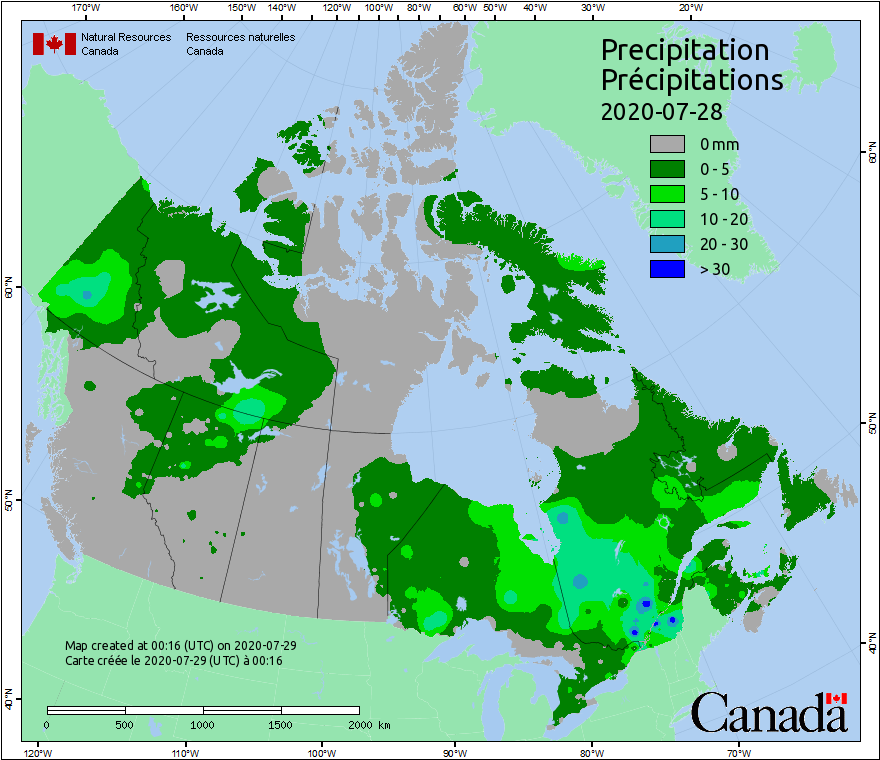 170°W 160°W 150°W 140°W 120°W 100°W 80°W 60°W 50°W 40°W 30°W 20°W
Natural Resources Ressources naturelles
Canada Canada
Precipitation
Précipitations
2020-07-28
0 mm
0 - 5
5 - 10
10 - 20
20 - 30
> 30
60°N
60°N
50°N
50°N
40°N
40°N
Map created at 00:16 (UTC) on 2020-07-29
Carte créée le 2020-07-29 (UTC) à 00:16
0 500 1000 1500 2000 km
Canada
120°W 110°W 100°W 90°W 80°W 70°W